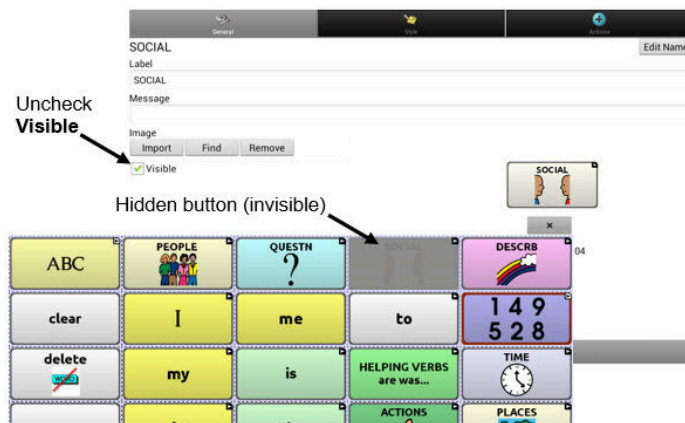 General Style Actions
SOCIAL Edit Name
Label
SOCIAL
Message
Uncheck
Visible
Image
Import Find Remove
Visible
SOCIAL
Hidden button (invisible)
×
ABC PEOPLE QUESTN ? SOCIAL DESCRB 04
clear I me to 1 4 9
5 2 8
delete
WORD my is HELPING VERBS
are was... TIME
ACTIONS PLACES